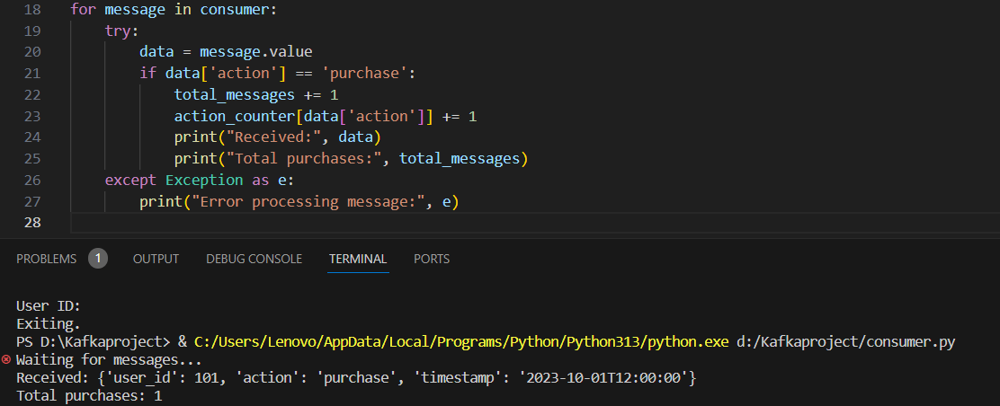 18 for message in consumer:
19 try:
20 data = message.value
21 if data['action'] == 'purchase':
22 total_messages += 1
23 action_counter[data['action']] += 1
24 print("Received:", data)
25 print("Total purchases:", total_messages)
26 except Exception as e:
27 print("Error processing message:", e)
28
PROBLEMS 1 OUTPUT DEBUG CONSOLE TERMINAL PORTS
User ID:
Exiting.
PS D:\Kafkaproject> & C:/Users/Lenovo/AppData/Local/Programs/Python/Python313/python.exe d:/Kafkaproject/consumer.py
Waiting for messages...
Received: {'user_id': 101, 'action': 'purchase', 'timestamp': '2023-10-01T12:00:00'}
Total purchases: 1